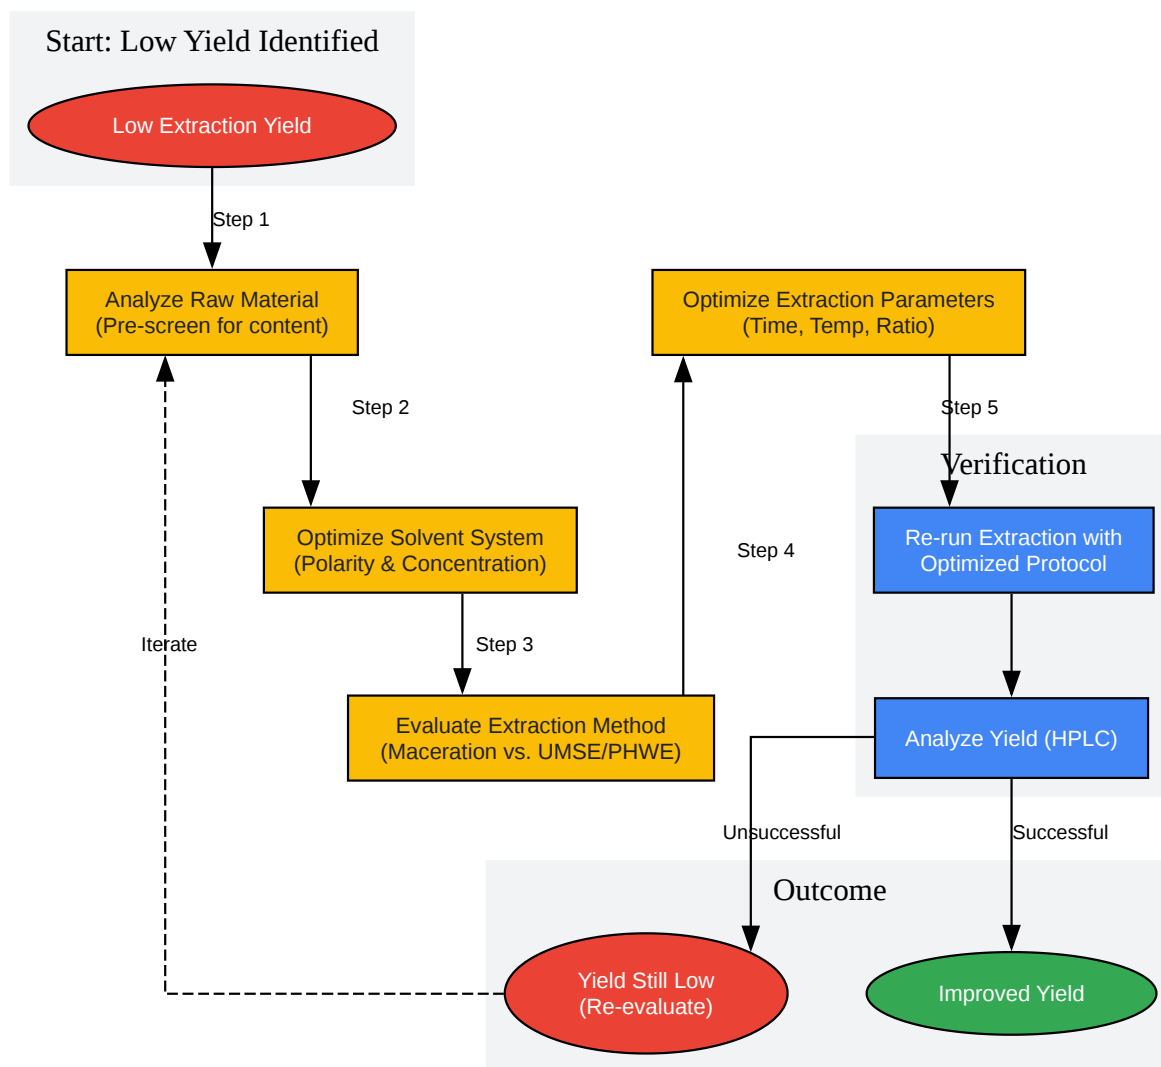 Start: Low Yield Identified
Low Extraction Yield
Step 1
Analyze Raw Material
(Pre-screen for content)
Step 2
Optimize Solvent System
(Polarity & Concentration)
Step 3
Evaluate Extraction Method
(Maceration vs. UMSE/PHWE)
Step 4
Optimize Extraction Parameters
(Time, Temp, Ratio)
Step 5
Verification
Re-run Extraction with
Optimized Protocol
Analyze Yield (HPLC)
Unsuccessful
Successful
Outcome
Yield Still Low
(Re-evaluate)
Improved Yield
Iterate